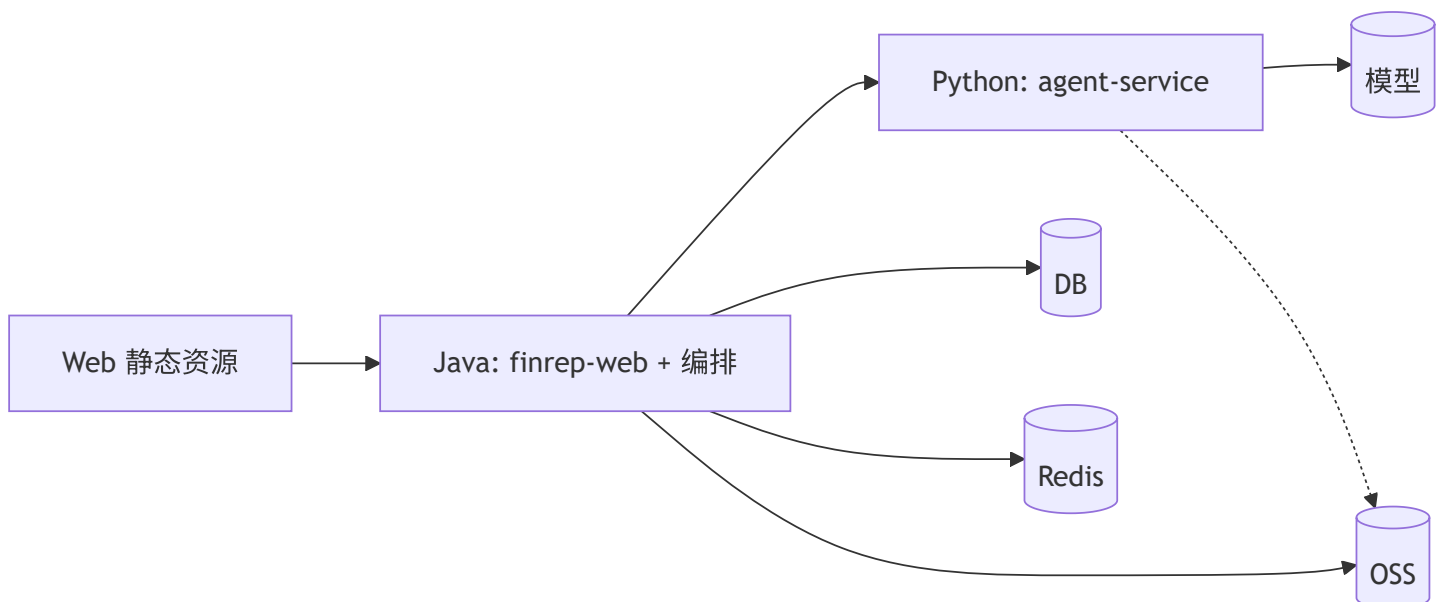 Python: agent-service
模型
DB
Web 静态资源
Java: finrep-web + 编排
Redis
OSS